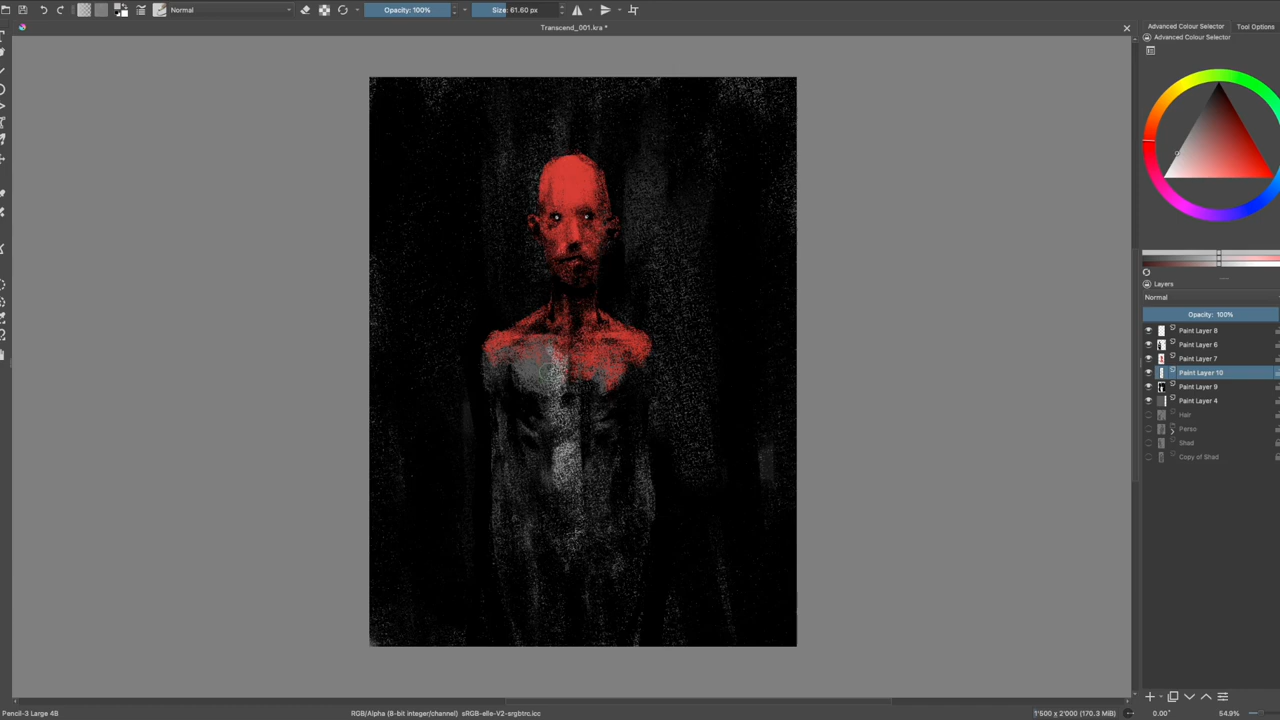 Normal
Opacity: 100%
Size: 61.60 px
Transcend_001.kra *
Advanced Colour Selector
Tool Options
Advanced Colour Selector
Layers
Normal
Opacity: 100%
Paint Layer 8
Paint Layer 6
Paint Layer 7
Paint Layer 10
Paint Layer 9
Paint Layer 4
Hair
Perso
Shad
Copy of Shad
Pencil-3 Large 4B
RGB/Alpha (8-bit integer/channel) sRGB-elle-V2-srgbtrc.icc
1'500 x 2'000 (170.3 MiB)
0.00°
54.9%